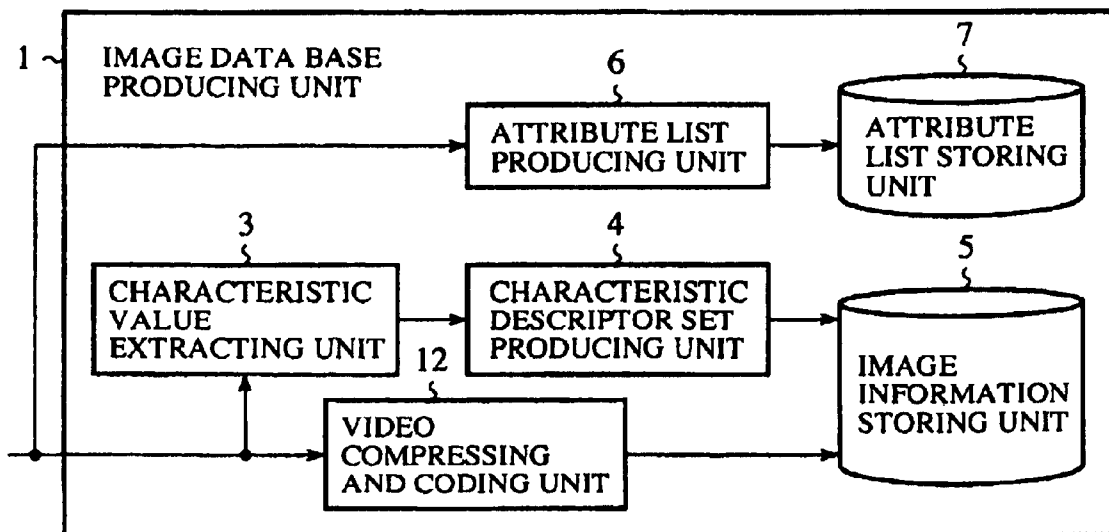 1
IMAGE DATA BASE
PRODUCING UNIT
6
ATTRIBUTE LIST
PRODUCING UNIT
7
ATTRIBUTE
LIST STORING
UNIT
3
CHARACTERISTIC
VALUE
EXTRACTING UNIT
4
CHARACTERISTIC
DESCRIPTOR SET
PRODUCING UNIT
5
IMAGE
INFORMATION
STORING UNIT
12
VIDEO
COMPRESSING
AND CODING UNIT